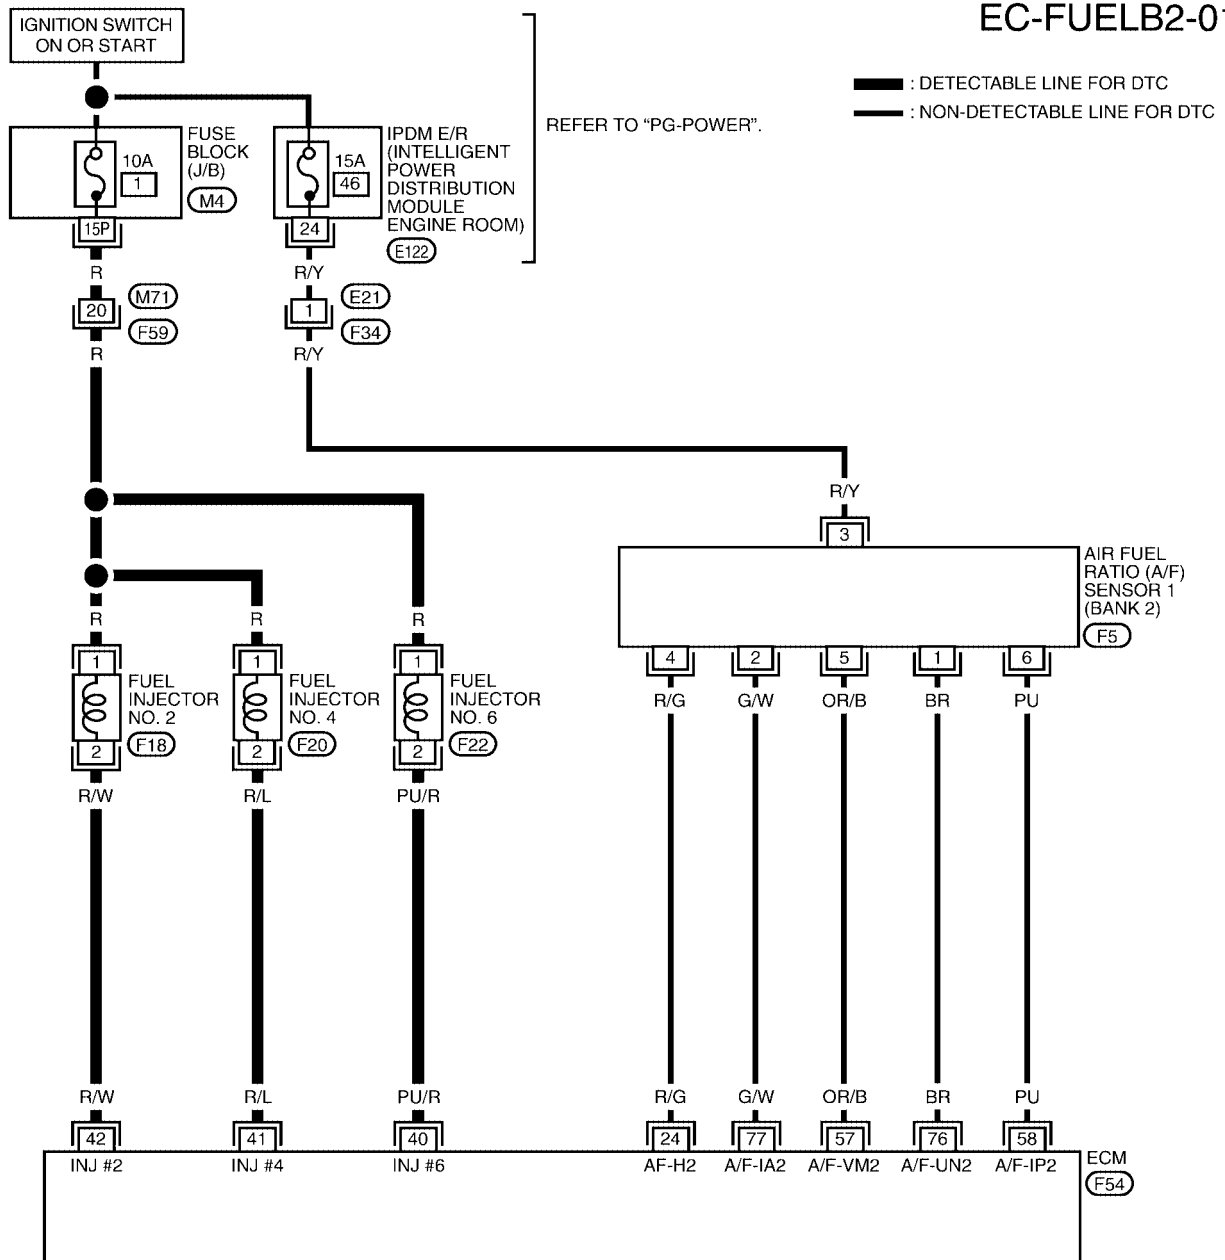 EC-FUELB2-01
IGNITION SWITCH
ON OR START
: DETECTABLE LINE FOR DTC
: NON-DETECTABLE LINE FOR DTC
REFER TO “PG-POWER”.
10A
1
FUSE
BLOCK
(J/B)
M4
15A
46
IPDM E/R
(INTELLIGENT
POWER
DISTRIBUTION
MODULE
ENGINE ROOM)
E122
15P
24
R
R/Y
20
M71
F59
1
E21
F34
R
R/Y
R/Y
3
AIR FUEL
RATIO (A/F)
SENSOR 1
(BANK 2)
F5
R
R
R
1
1
1
FUEL
INJECTOR
NO. 2
F18
FUEL
INJECTOR
NO. 4
F20
FUEL
INJECTOR
NO. 6
F22
2
2
2
4
2
5
1
6
R/G
G/W
OR/B
BR
PU
R/W
R/L
PU/R
R/W
R/L
PU/R
R/G
G/W
OR/B
BR
PU
42
41
40
24
77
57
76
58
INJ #2
INJ #4
INJ #6
AF-H2
A/F-IA2
A/F-VM2
A/F-UN2
A/F-IP2
ECM
F54